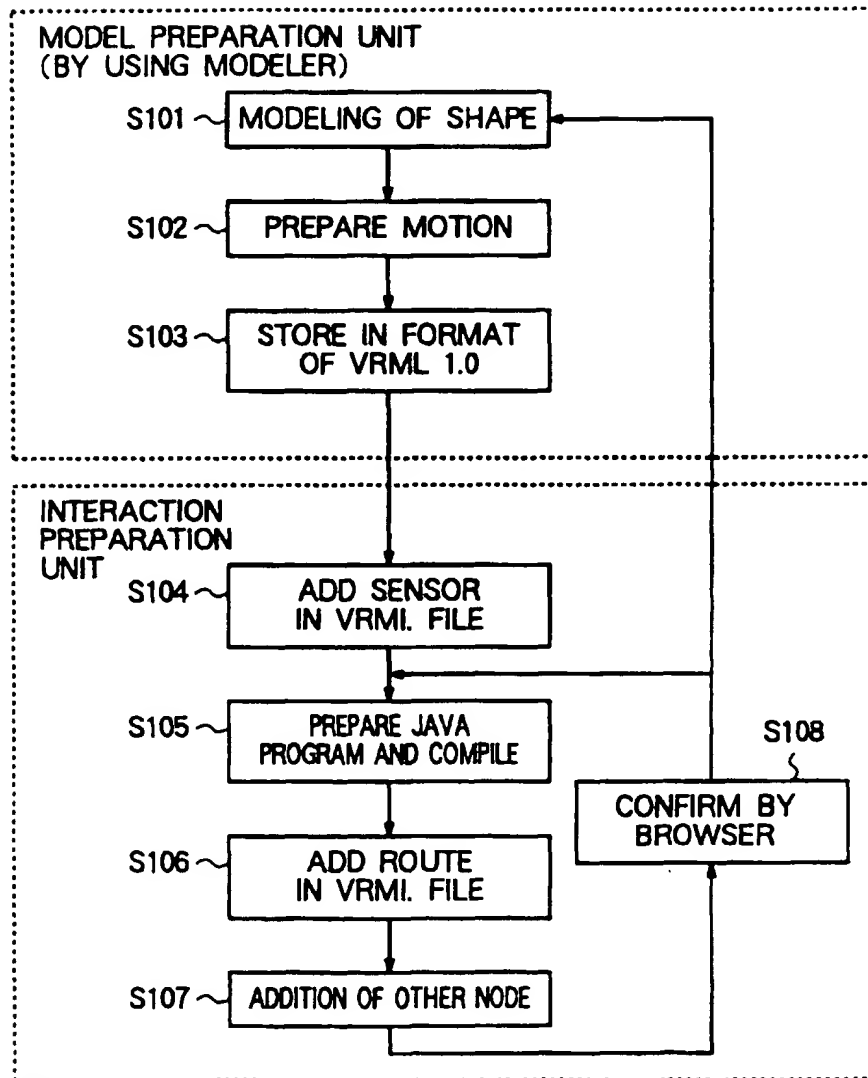 MODEL PREPARATION UNIT
(BY USING MODELER)
S101
MODELING OF SHAPE
S102
PREPARE MOTION
S103
STORE IN FORMAT
OF VRML 1.0
INTERACTION
PREPARATION
UNIT
S104
ADD SENSOR
IN VRMI. FILE
S105
PREPARE JAVA
PROGRAM AND COMPILE
S108
CONFIRM BY
BROWSER
S106
ADD ROUTE
IN VRMI. FILE
S107
ADDITION OF OTHER NODE